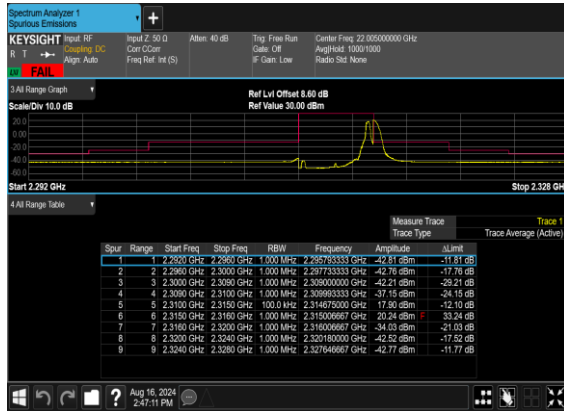 Spectrum Analyzer 1
Spurious Emissions
KEYSIGHT Input: RF Input Z: 50 Ω Atten: 40 dB Trig: Free Run Center Freq: 22.005000000 GHz
R T Coupling: DC Corr CCorr Gate: Off Avg|Hold: 1000/1000
Align: Auto Freq Ref: Int (S) IF Gain: Low Radio Std: None
FAIL
3 All Range Graph Ref Lvl Offset 8.60 dB
Scale/Div 10.0 dB Ref Value 30.00 dBm
20.0
0.00
-20.0
-40.0
-60.0
Start 2.292 GHz Stop 2.328 GH
4 All Range Table
Measure Trace Trace 1
Trace Type Trace Average (Active)
Spur Range Start Freq Stop Freq RBW Frequency Amplitude ΔLimit
1 1 2.2920 GHz 2.2960 GHz 1.000 MHz 2.295793333 GHz -42.81 dBm -11.81 dB
2 2 2.2960 GHz 2.3000 GHz 1.000 MHz 2.297733333 GHz -42.76 dBm -17.76 dB
3 3 2.3000 GHz 2.3090 GHz 1.000 MHz 2.309000000 GHz -42.21 dBm -29.21 dB
4 4 2.3090 GHz 2.3100 GHz 1.000 MHz 2.309993333 GHz -37.15 dBm -24.15 dB
5 5 2.3100 GHz 2.3150 GHz 100.0 kHz 2.314675000 GHz 17.90 dBm -12.10 dB
6 6 2.3150 GHz 2.3160 GHz 1.000 MHz 2.315006667 GHz 20.24 dBm F 33.24 dB
7 7 2.3160 GHz 2.3200 GHz 1.000 MHz 2.316006667 GHz -34.03 dBm -21.03 dB
8 8 2.3200 GHz 2.3240 GHz 1.000 MHz 2.320180000 GHz -42.52 dBm -17.52 dB
9 9 2.3240 GHz 2.3280 GHz 1.000 MHz 2.327646667 GHz -42.77 dBm -11.77 dB
Aug 16, 2024
2:47:11 PM